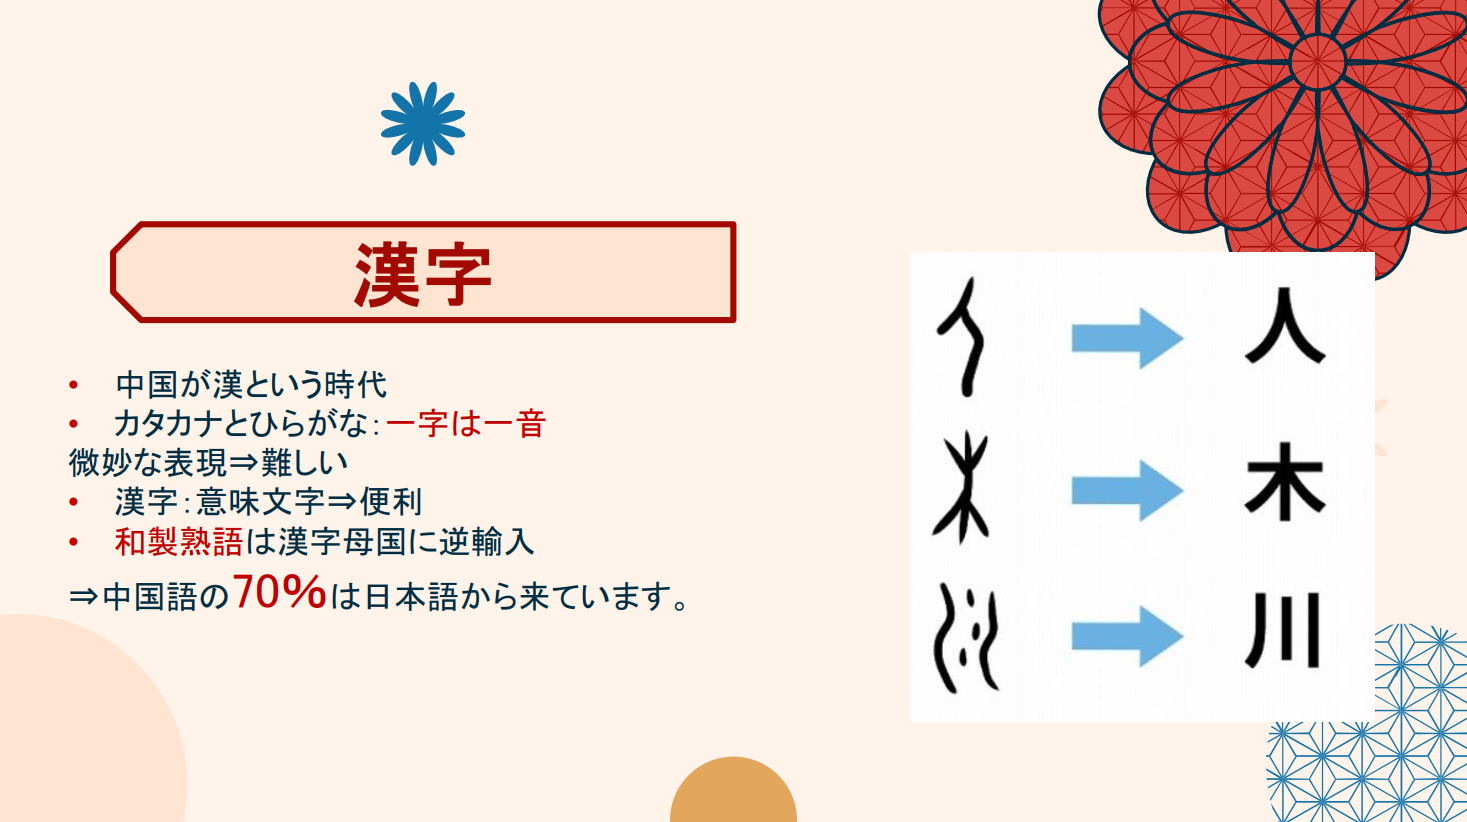 漢字
• 中国が漢という時代
• カタカナとひらがな：一字は一音
微妙な表現⇒難しい
• 漢字：意味文字⇒便利
• 和製熟語は漢字母国に逆輸入
⇒中国語の70%は日本語から来ています。
人
木
川